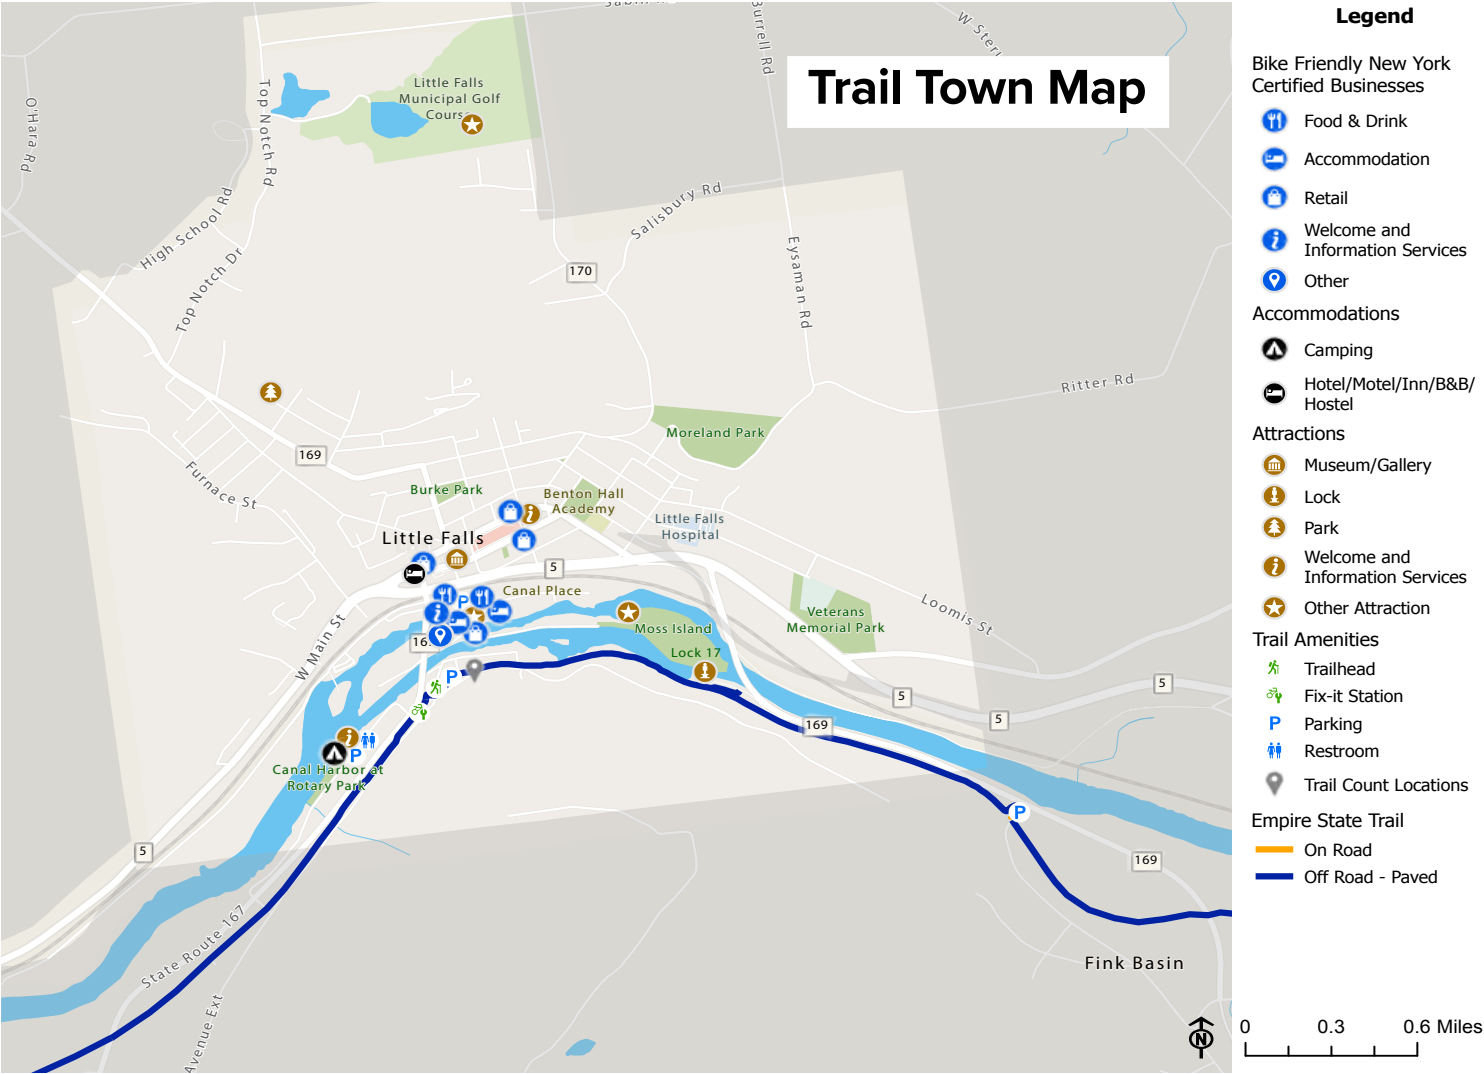 Trail Town Map
Burrell Rd
O'Hara Rd
Top Notch Rd
Little Falls
Municipal Golf
Course
High School Rd
Top Notch Dr
Salisbury Rd
170
Eysaman Rd
Ritter Rd
Moreland Park
169
Furnace St
Burke Park
Benton Hall
Academy
Little Falls
Hospital
Little Falls
5
Canal Place
P
Veterans
Memorial Park
Loomis St
Moss Island
Lock 17
W Main St
P
5
5
5
169
P
Canal Harbor at
Rotary Park
P
5
169
State Route 167
Fink Basin
Avenue Ext
N
Legend
Bike Friendly New York
Certified Businesses
Food & Drink
Accommodation
Retail
Welcome and
Information Services
Other
Accommodations
Camping
Hotel/Motel/Inn/B&B/
Hostel
Attractions
Museum/Gallery
Lock
Park
Welcome and
Information Services
Other Attraction
Trail Amenities
Trailhead
Fix-it Station
P Parking
Restroom
Trail Count Locations
Empire State Trail
On Road
Off Road - Paved
0 0.3 0.6 Miles